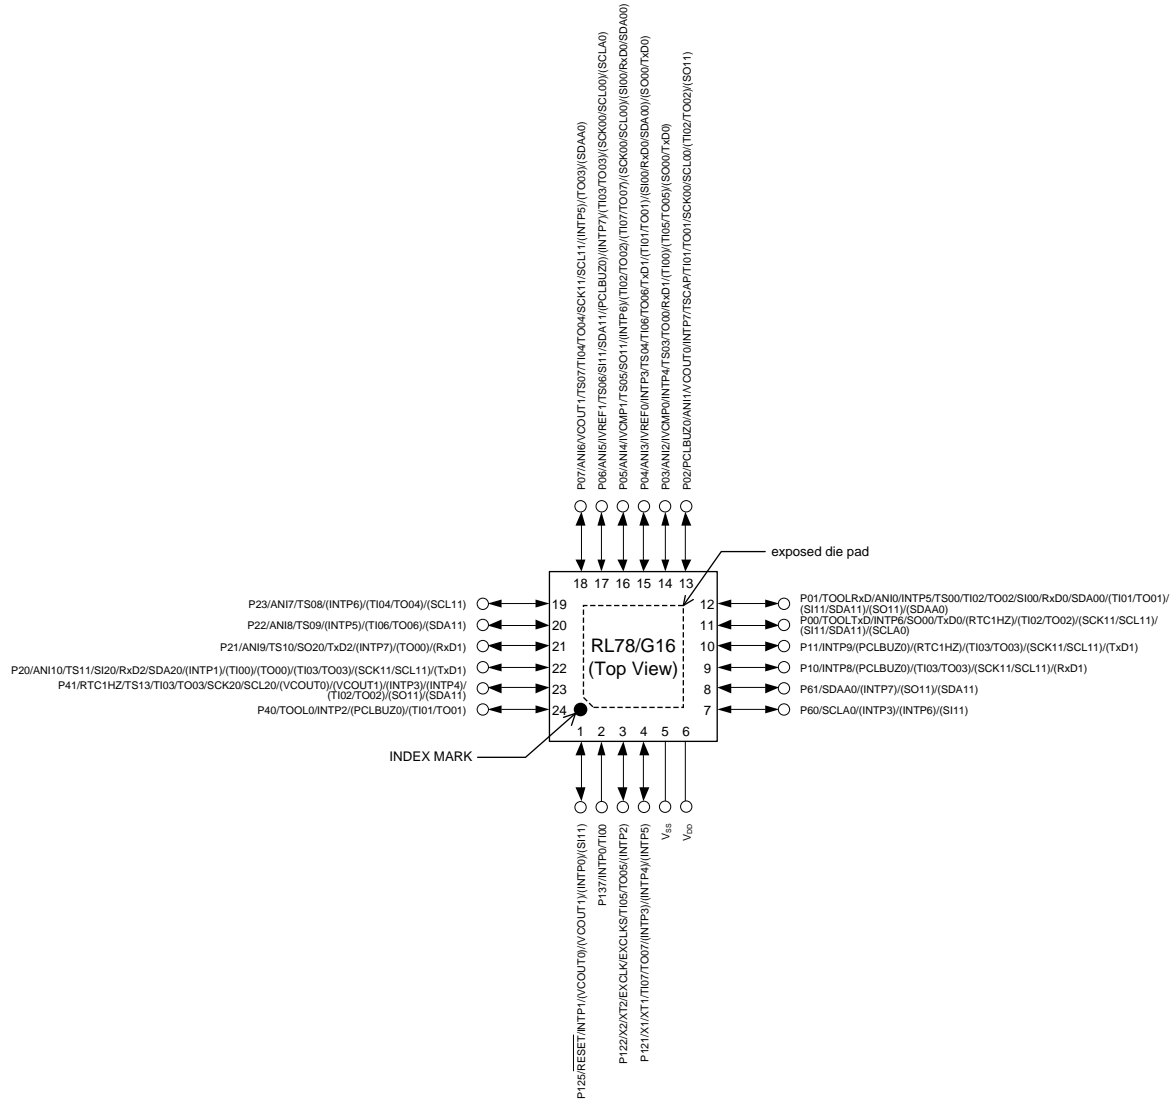 P07/ANI6/VCOUT1/TS07/TI04/TO04/SCK11/SCL11/(INTP5)/(TO03)/(SDAA0)
P06/ANI5/IVREF1/TS06/SI11/SDA11/(PCLBUZ0)/(INTP7)/(TI03/TO03)/(SCK00/SCL00)/(SCLA0)
P05/ANI4/IVCMP1/TS05/SO11/(INTP6)/(TI02/TO02)/(TI07/TO07)/(SCK00/SCL00)/(SI00/RxD0/SDA00)
P04/ANI3/IVREF0/INTP3/TS04/TI06/TO06/TxD1/(TI01/TO01)/(SI00/RxD0/SDA00)/(SO00/TxD0)
P03/ANI2/IVCMP0/INTP4/TS03/TO00/RxD1/(TI00)/(TI05/TO05)/(SO00/TxD0)
P02/PCLBUZ0/ANI1/VCOUT0/INTP7/TSCAP/TI01/TO01/SCK00/SCL00/(TI02/TO02)/(SO11)
exposed die pad
18 17 16 15 14 13
P23/ANI7/TS08/(INTP6)/(TI04/TO04)/(SCL11)
19
P22/ANI8/TS09/(INTP5)/(TI06/TO06)/(SDA11)
20
P21/ANI9/TS10/SO20/TxD2/(INTP7)/(TO00)/(RxD1)
21
P20/ANI10/TS11/SI20/RxD2/SDA20/(INTP1)/(TI00)/(TO00)/(TI03/TO03)/(SCK11/SCL11)/(TxD1)
22
P41/RTC1HZ/TS13/TI03/TO03/SCK20/SCL20/(VCOUT0)/(VCOUT1)/(INTP3)/(INTP4)/
(TI02/TO02)/(SO11)/(SDA11)
23
P40/TOOL0/INTP2/(PCLBUZ0)/(TI01/TO01)
24
RL78/G16
(Top View)
12
P01/TOOLRxD/ANI0/INTP5/TS00/TI02/TO02/SI00/RxD0/SDA00/(TI01/TO01)/
(SI11/SDA11)/(SO11)/(SDAA0)
11
P00/TOOLTxD/INTP6/SO00/TxD0/(RTC1HZ)/(TI02/TO02)/(SCK11/SCL11)/
(SI11/SDA11)/(SCLA0)
10
P11/INTP9/(PCLBUZ0)/(RTC1HZ)/(TI03/TO03)/(SCK11/SCL11)/(TxD1)
9
P10/INTP8/(PCLBUZ0)/(TI03/TO03)/(SCK11/SCL11)/(RxD1)
8
P61/SDAA0/(INTP7)/(SO11)/(SDA11)
7
P60/SCLA0/(INTP3)/(INTP6)/(SI11)
1 2 3 4 5 6
INDEX MARK
P125/RESET/INTP1/(VCOUT0)/(VCOUT1)/(INTP0)/(SI11)
P137/INTP0/TI00
P122/X2/XT2/EXCLK/EXCLKS/TI05/TO05/(INTP2)
P121/X1/XT1/TI07/TO07/(INTP3)/(INTP4)/(INTP5)
VSS
VDD